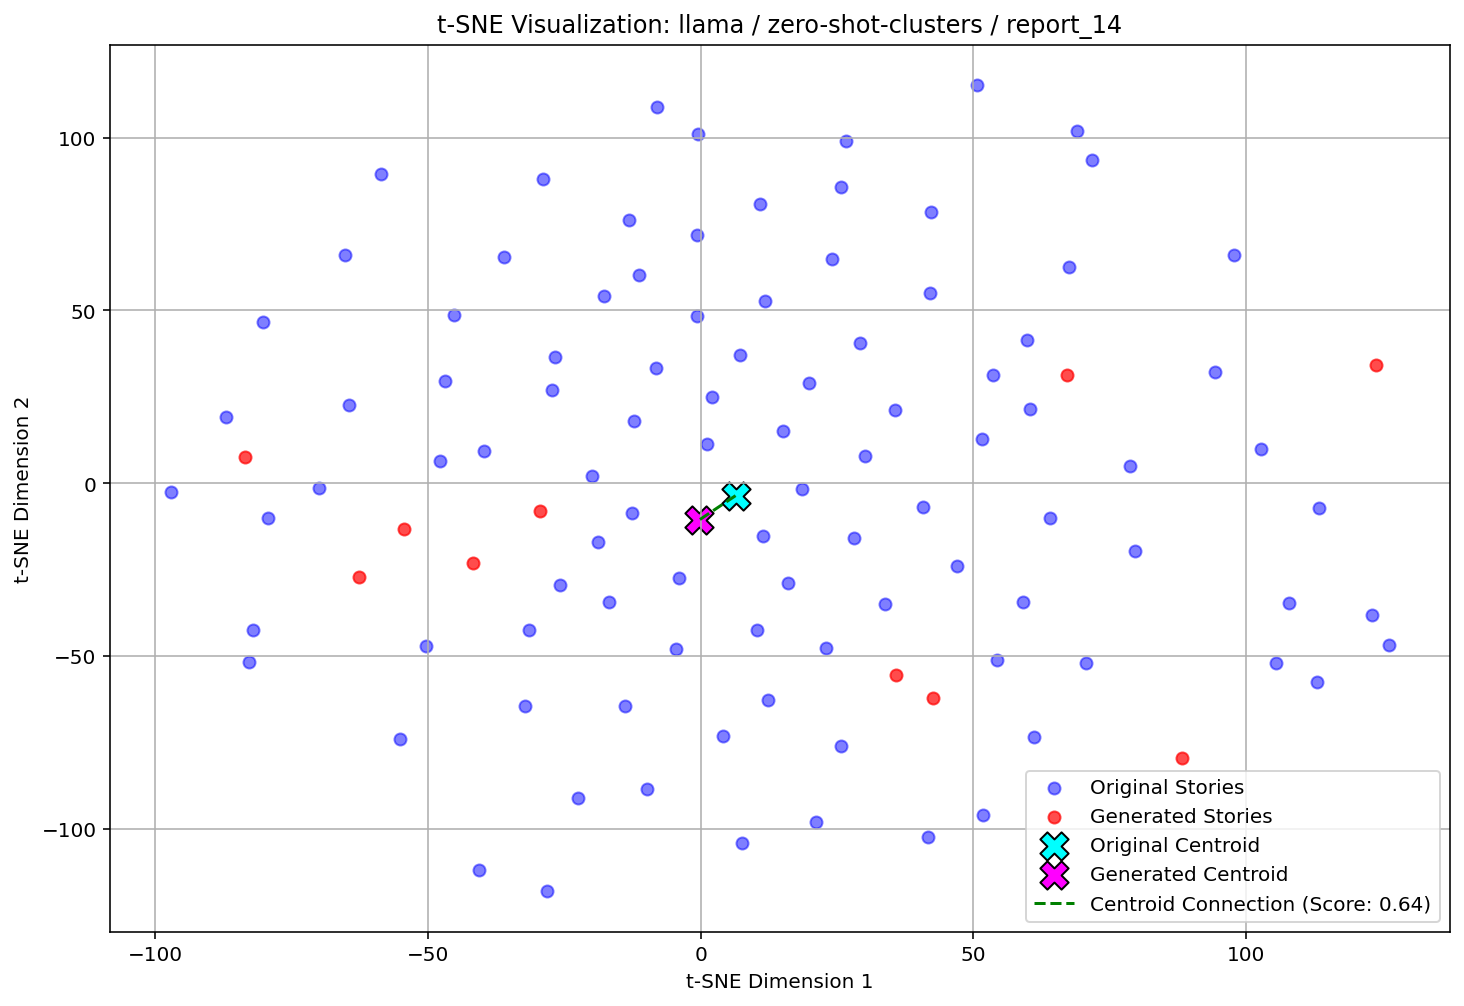 t-SNE Visualization: llama / zero-shot-clusters / report_14
t-SNE Dimension 2
100
50
0
−50
−100
−100
−50
0
50
100
t-SNE Dimension 1
Original Stories
Generated Stories
Original Centroid
Generated Centroid
Centroid Connection (Score: 0.64)